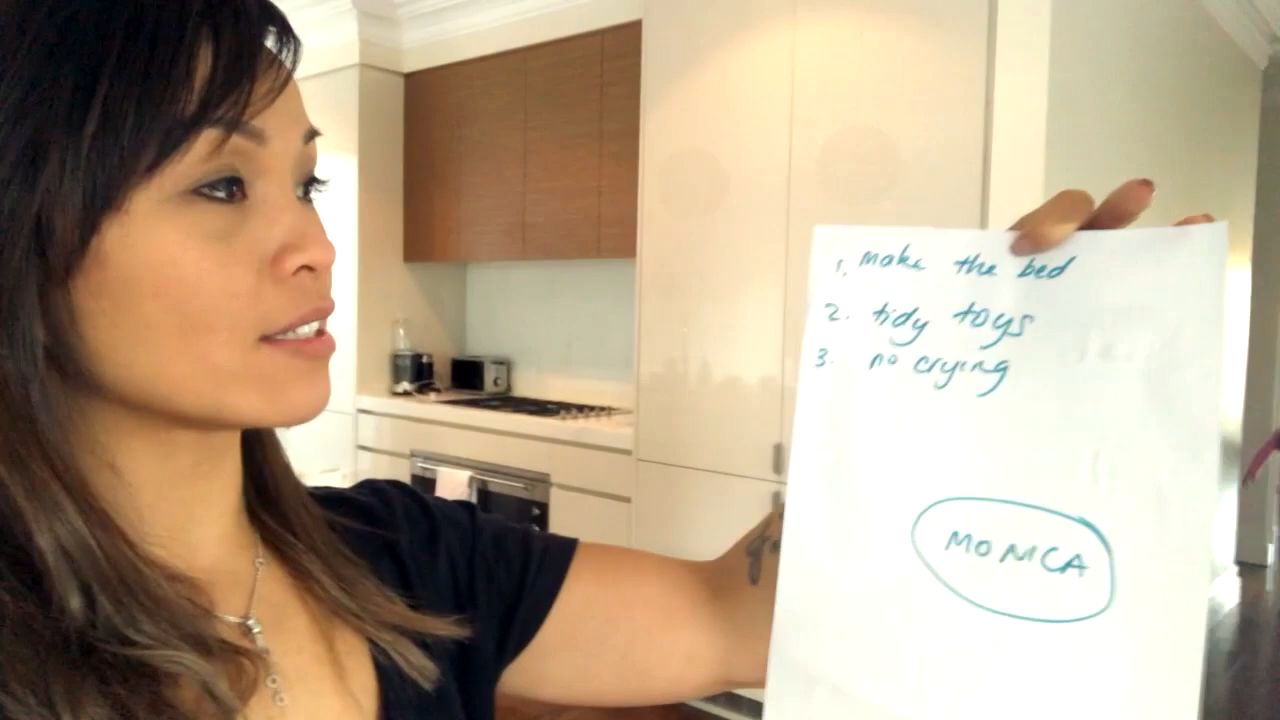 1. make the bed
2. tidy toys
3. no crying
MONICA